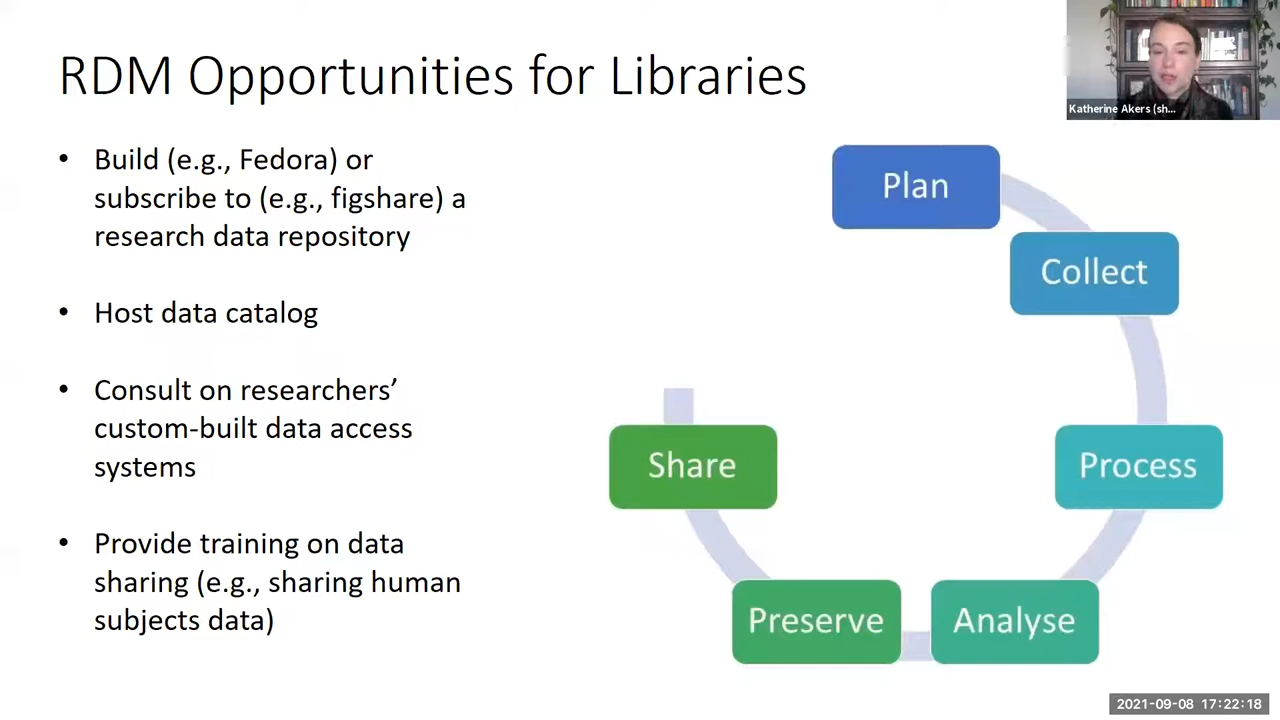 RDM Opportunities for Libraries
Katherine Akers (sh...
• Build (e.g., Fedora) or
subscribe to (e.g., figshare) a
research data repository
• Host data catalog
• Consult on researchers’
custom-built data access
systems
• Provide training on data
sharing (e.g., sharing human
subjects data)
Plan
Collect
Process
Analyse
Preserve
Share
2021-09-08 17:22:18